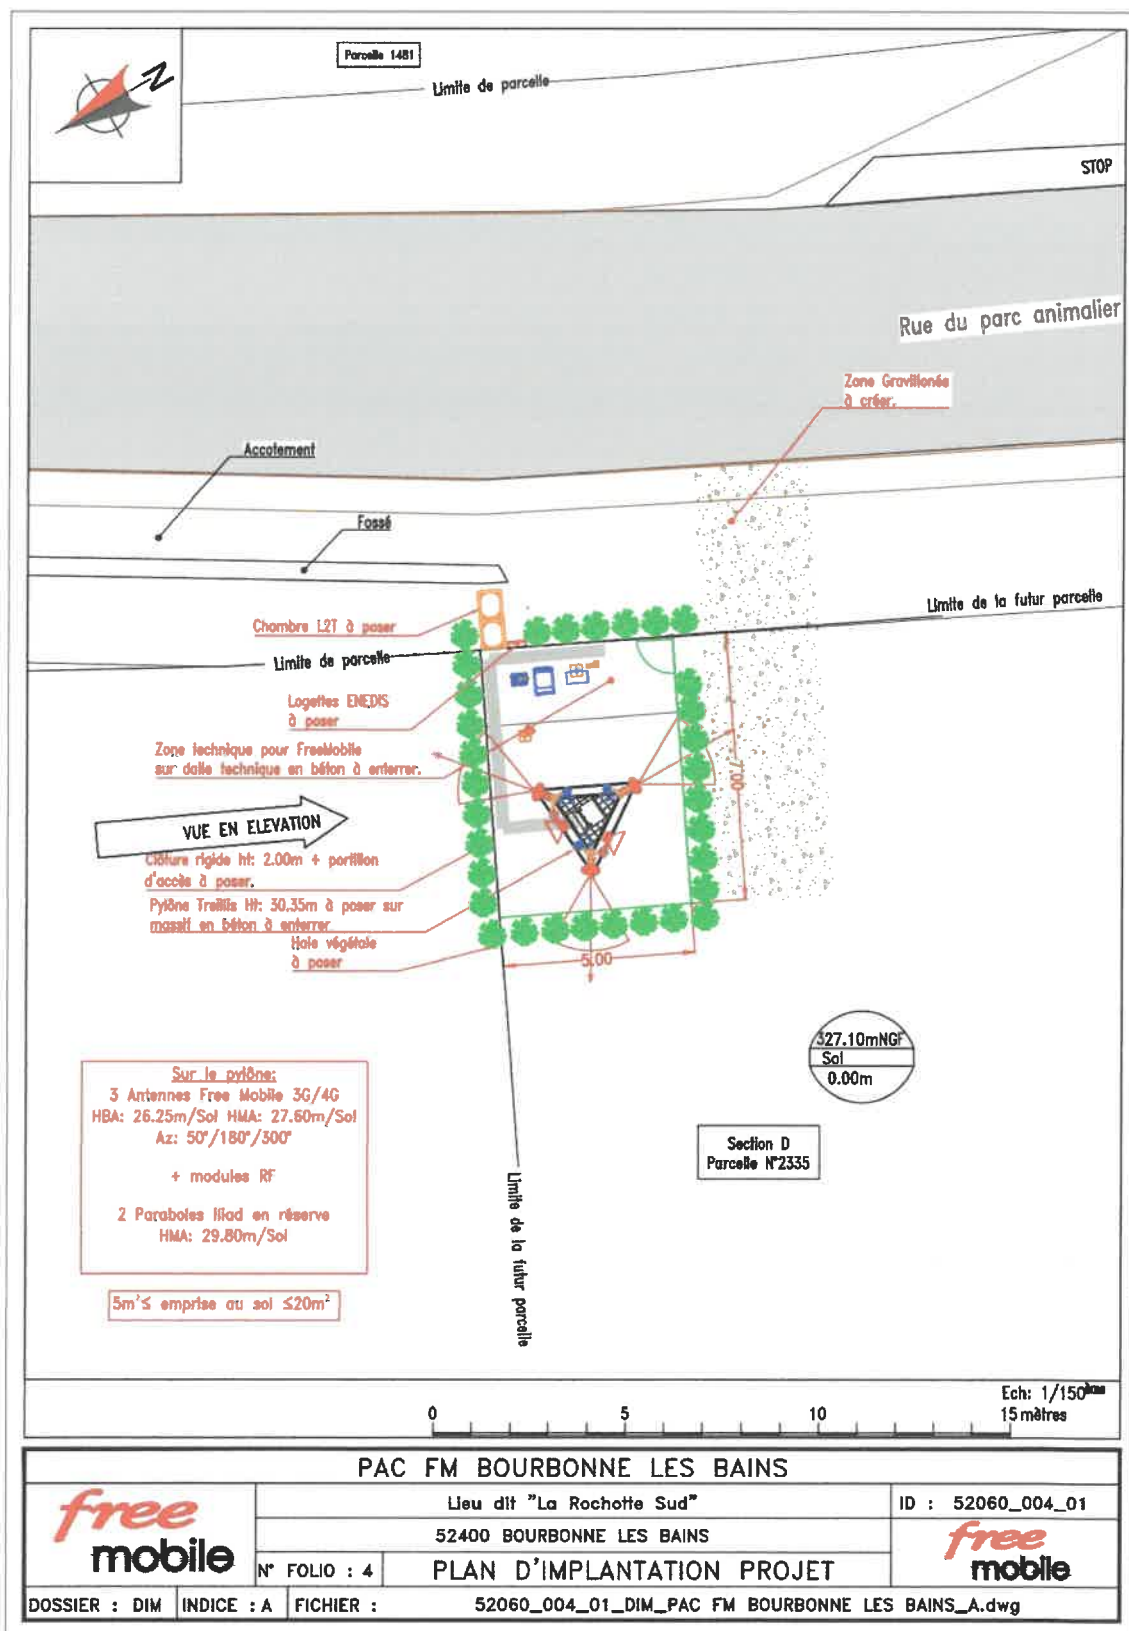 N
Parcelle 1481
Limite de parcelle
STOP
Rue du parc animalier
Zone Gravillonée
à créer.
Accotement
Fossé
Limite de la futur parcelle
Chambre L2T à poser
Limite de parcelle
Logettes ENEDIS
à poser
Zone technique pour FreeMobile
sur dalle technique en béton à enterrer.
7.00
VUE EN ELEVATION
Clôture rigide ht: 2.00m + portillon
d'accès à poser.
Pylône Treillis Ht: 30.35m à poser sur
massif en béton à enterrer
Haie végétale
à poser
5.00
327.10mNGF
Sol
0.00m
Sur le pylône:
3 Antennes Free Mobile 3G/4G
HBA: 26.25m/Sol HMA: 27.60m/Sol
Az: 50°/180°/300°
+ modules RF
2 Paraboles Iliad en réserve
HMA: 29.80m/Sol
Section D
Parcelle N°2335
Limite de la futur parcelle
5m²≤ emprise au sol ≤20m²
Ech: 1/150ème
0 5 10 15 mètres
PAC FM BOURBONNE LES BAINS
free
mobile
Lieu dit "La Rochotte Sud"
ID : 52060_004_01
52400 BOURBONNE LES BAINS
free
mobile
N° FOLIO : 4
PLAN D'IMPLANTATION PROJET
DOSSIER : DIM INDICE : A FICHIER : 52060_004_01_DIM_PAC FM BOURBONNE LES BAINS_A.dwg